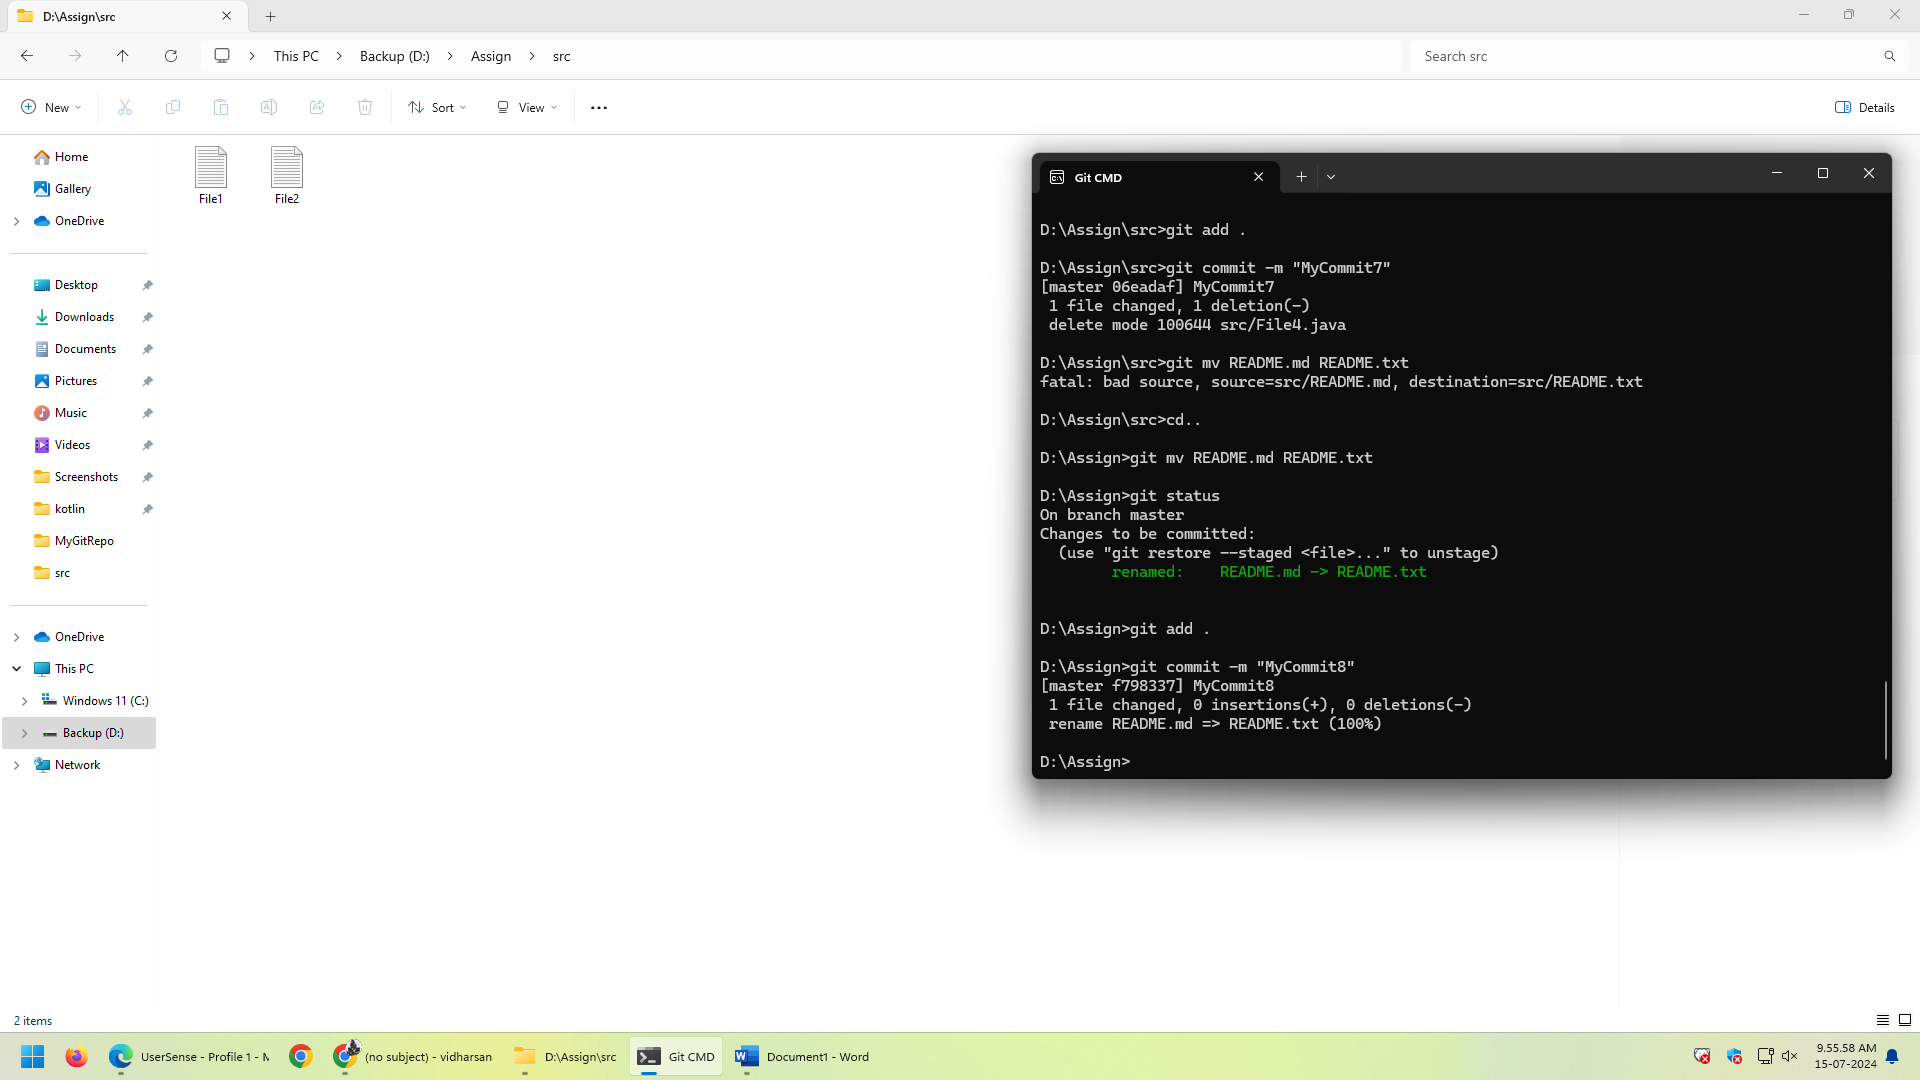 D:\Assign\src
This PC
Backup (D:)
Assign
src
Search src
New
Sort
View
Details
Home
Gallery
OneDrive
Desktop
Downloads
Documents
Pictures
Music
Videos
Screenshots
kotlin
MyGitRepo
src
OneDrive
This PC
Windows 11 (C:)
Backup (D:)
Network
File1
File2
Git CMD
D:\Assign\src>git add .
D:\Assign\src>git commit -m "MyCommit7"
[master 06eadaf] MyCommit7
1 file changed, 1 deletion(-)
delete mode 100644 src/File4.java
D:\Assign\src>git mv README.md README.txt
fatal: bad source, source=src/README.md, destination=src/README.txt
D:\Assign\src>cd..
D:\Assign>git mv README.md README.txt
D:\Assign>git status
On branch master
Changes to be committed:
(use "git restore --staged <file>..." to unstage)
renamed:    README.md -> README.txt
D:\Assign>git add .
D:\Assign>git commit -m "MyCommit8"
[master f798337] MyCommit8
1 file changed, 0 insertions(+), 0 deletions(-)
rename README.md => README.txt (100%)
D:\Assign>
2 items
UserSense - Profile 1 - M
(no subject) - vidharsan
D:\Assign\src
Git CMD
Document1 - Word
9.55.58 AM
15-07-2024